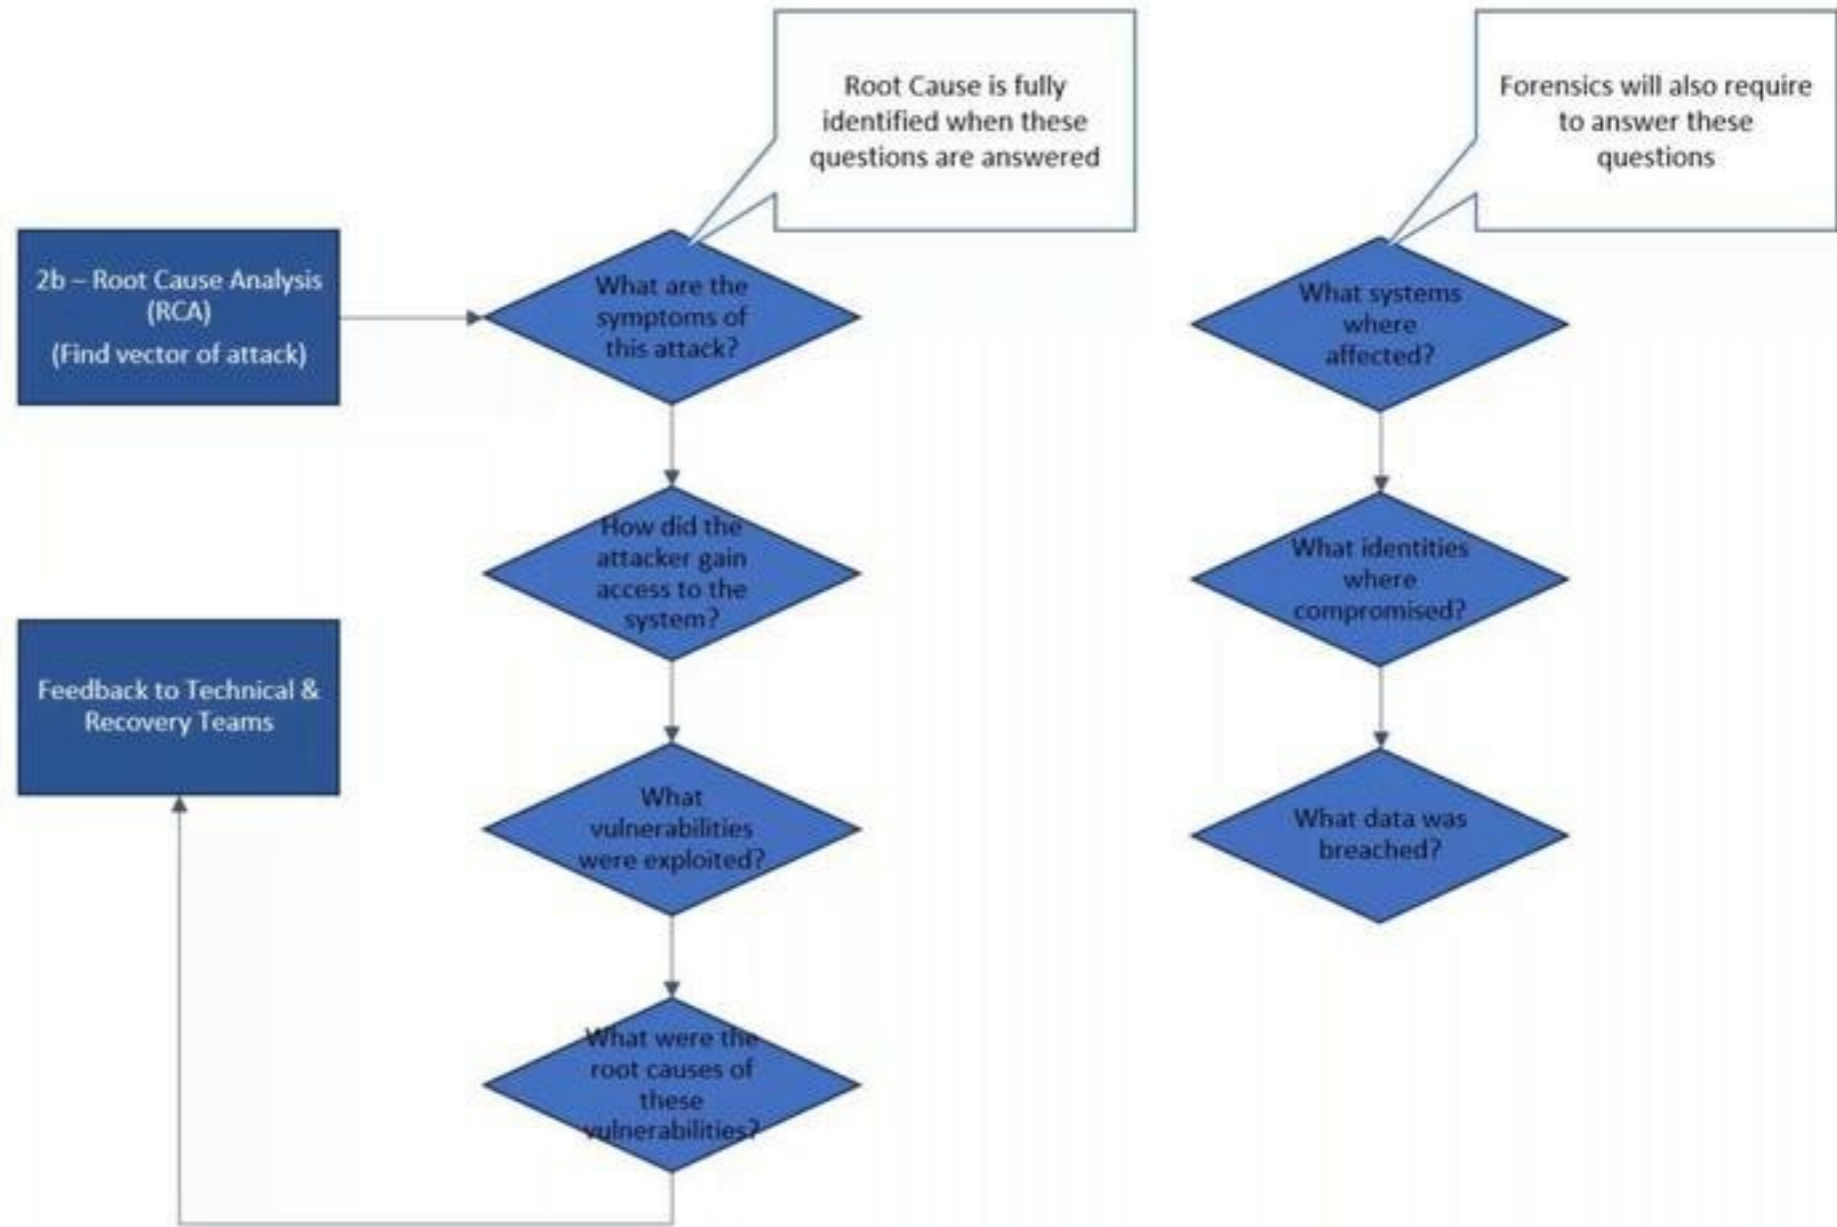 Root Cause is fully
identified when these
questions are answered
Forensics will also require
to answer these
questions
2b – Root Cause Analysis
(RCA)
(Find vector of attack)
What are the
symptoms of
this attack?
What systems
where
affected?
How did the
attacker gain
access to the
system?
What identities
where
compromised?
Feedback to Technical &
Recovery Teams
What
vulnerabilities
were exploited?
What data was
breached?
What were the
root causes of
these
vulnerabilities?